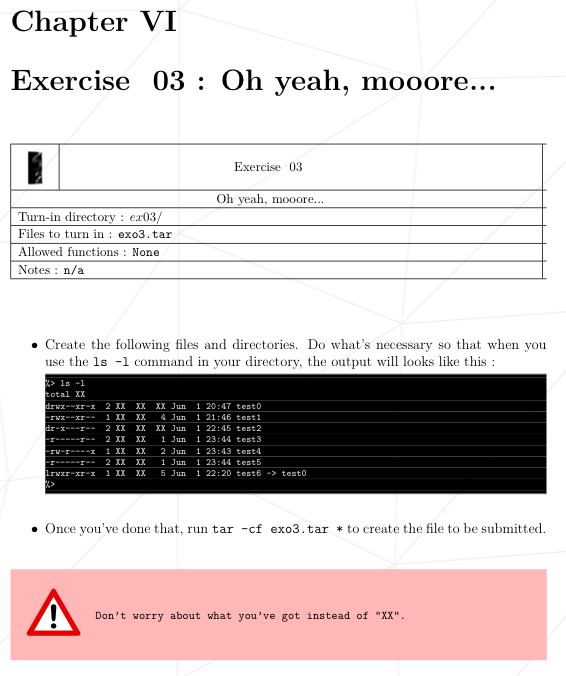 Chapter VI
Exercise 03 : Oh yeah, mooore...
Exercise 03
Oh yeah, mooore...
Turn-in directory : ex03/
Files to turn in : exo3.tar
Allowed functions : None
Notes : n/a
• Create the following files and directories. Do what's necessary so that when you
use the ls -l command in your directory, the output will looks like this :
%> ls -l
total XX
drwx--xr-x 2 XX XX XX Jun 1 20:47 test0
-rwx--xr-- 1 XX XX 4 Jun 1 21:46 test1
dr-x---r-- 2 XX XX XX Jun 1 22:45 test2
-r-----r-- 2 XX XX 1 Jun 1 23:44 test3
-rw-r----x 1 XX XX 2 Jun 1 23:43 test4
-r-----r-- 2 XX XX 1 Jun 1 23:44 test5
lrwxr-xr-x 1 XX XX 5 Jun 1 22:20 test6 -> test0
%>
• Once you've done that, run tar -cf exo3.tar * to create the file to be submitted.
Don't worry about what you've got instead of "XX".